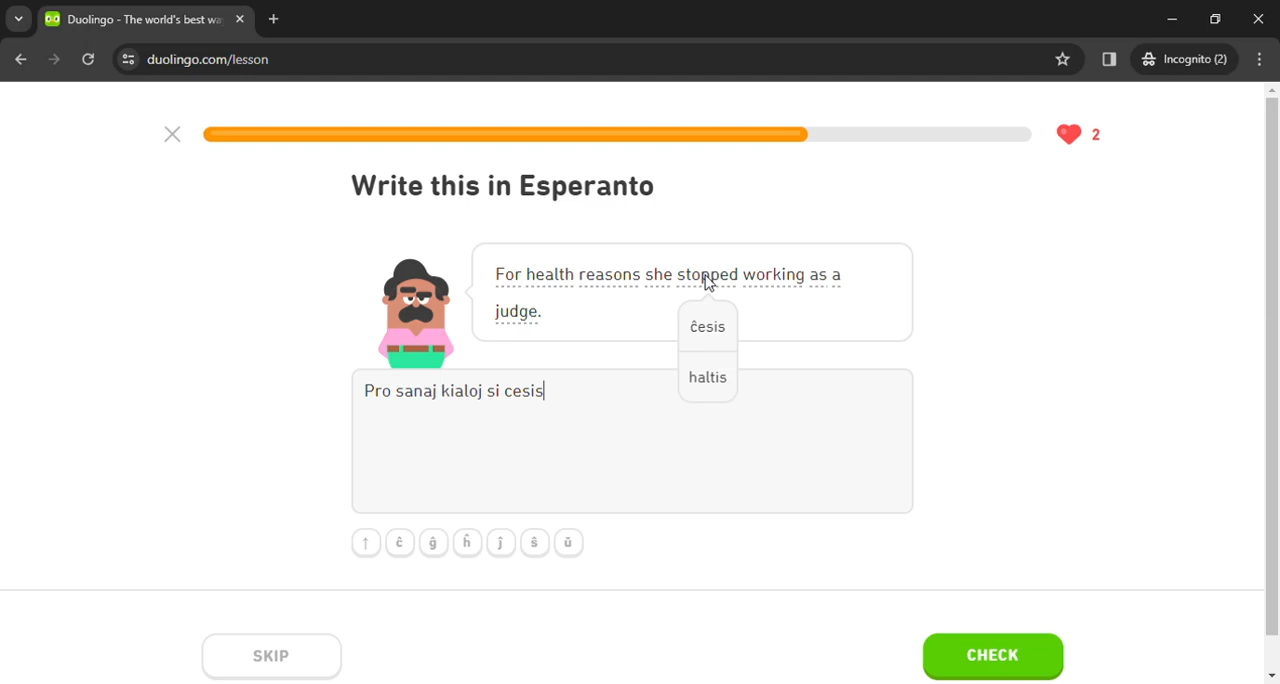 Duolingo - The world's best wa
duolingo.com/lesson
Incognito (2)
2
Write this in Esperanto
For health reasons she stopped working as a
judge.
ĉesis
haltis
Pro sanaj kialoj si cesis
↑ ĉ ĝ ĥ ĵ ŝ ŭ
SKIP
CHECK